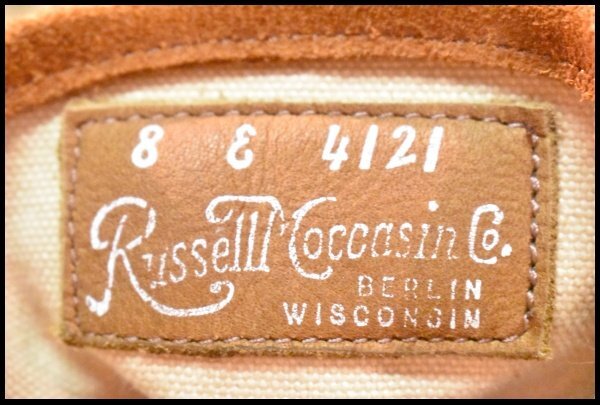 8 E 4121
Russell Moccasin Co.
BERLIN
WISCONSIN